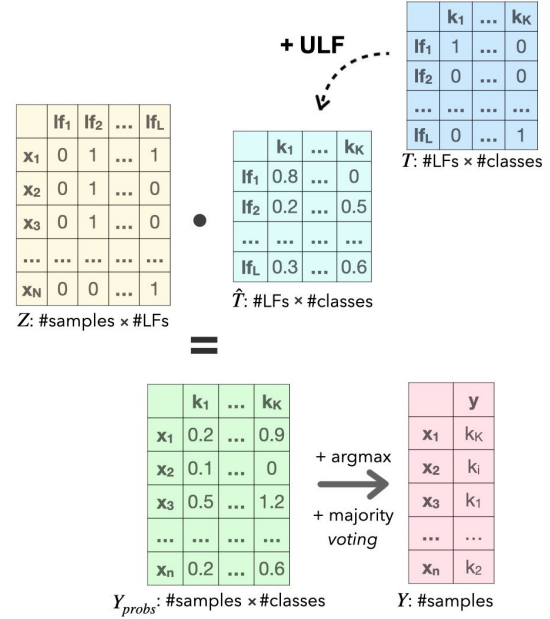 + ULF
k1 ... kK
lf1 1 ... 0
lf2 0 ... 0
... ... ... ...
lfL 0 ... 1
T: #LFs × #classes
lf1 lf2 ... lfL
x1 0 1 ... 1
x2 0 1 ... 0
x3 0 1 ... 0
... ... ... ... ...
xN 0 0 ... 1
Z: #samples × #LFs
•
k1 ... kK
lf1 0.8 ... 0
lf2 0.2 ... 0.5
... ... ... ...
lfL 0.3 ... 0.6
T̂: #LFs × #classes
=
k1 ... kK
x1 0.2 ... 0.9
x2 0.1 ... 0
x3 0.5 ... 1.2
... ... ... ...
xn 0.2 ... 0.6
Yprobs: #samples × #classes
+ argmax
+ majority
voting
y
x1 kK
x2 ki
x3 k1
... ...
xn k2
Y: #samples